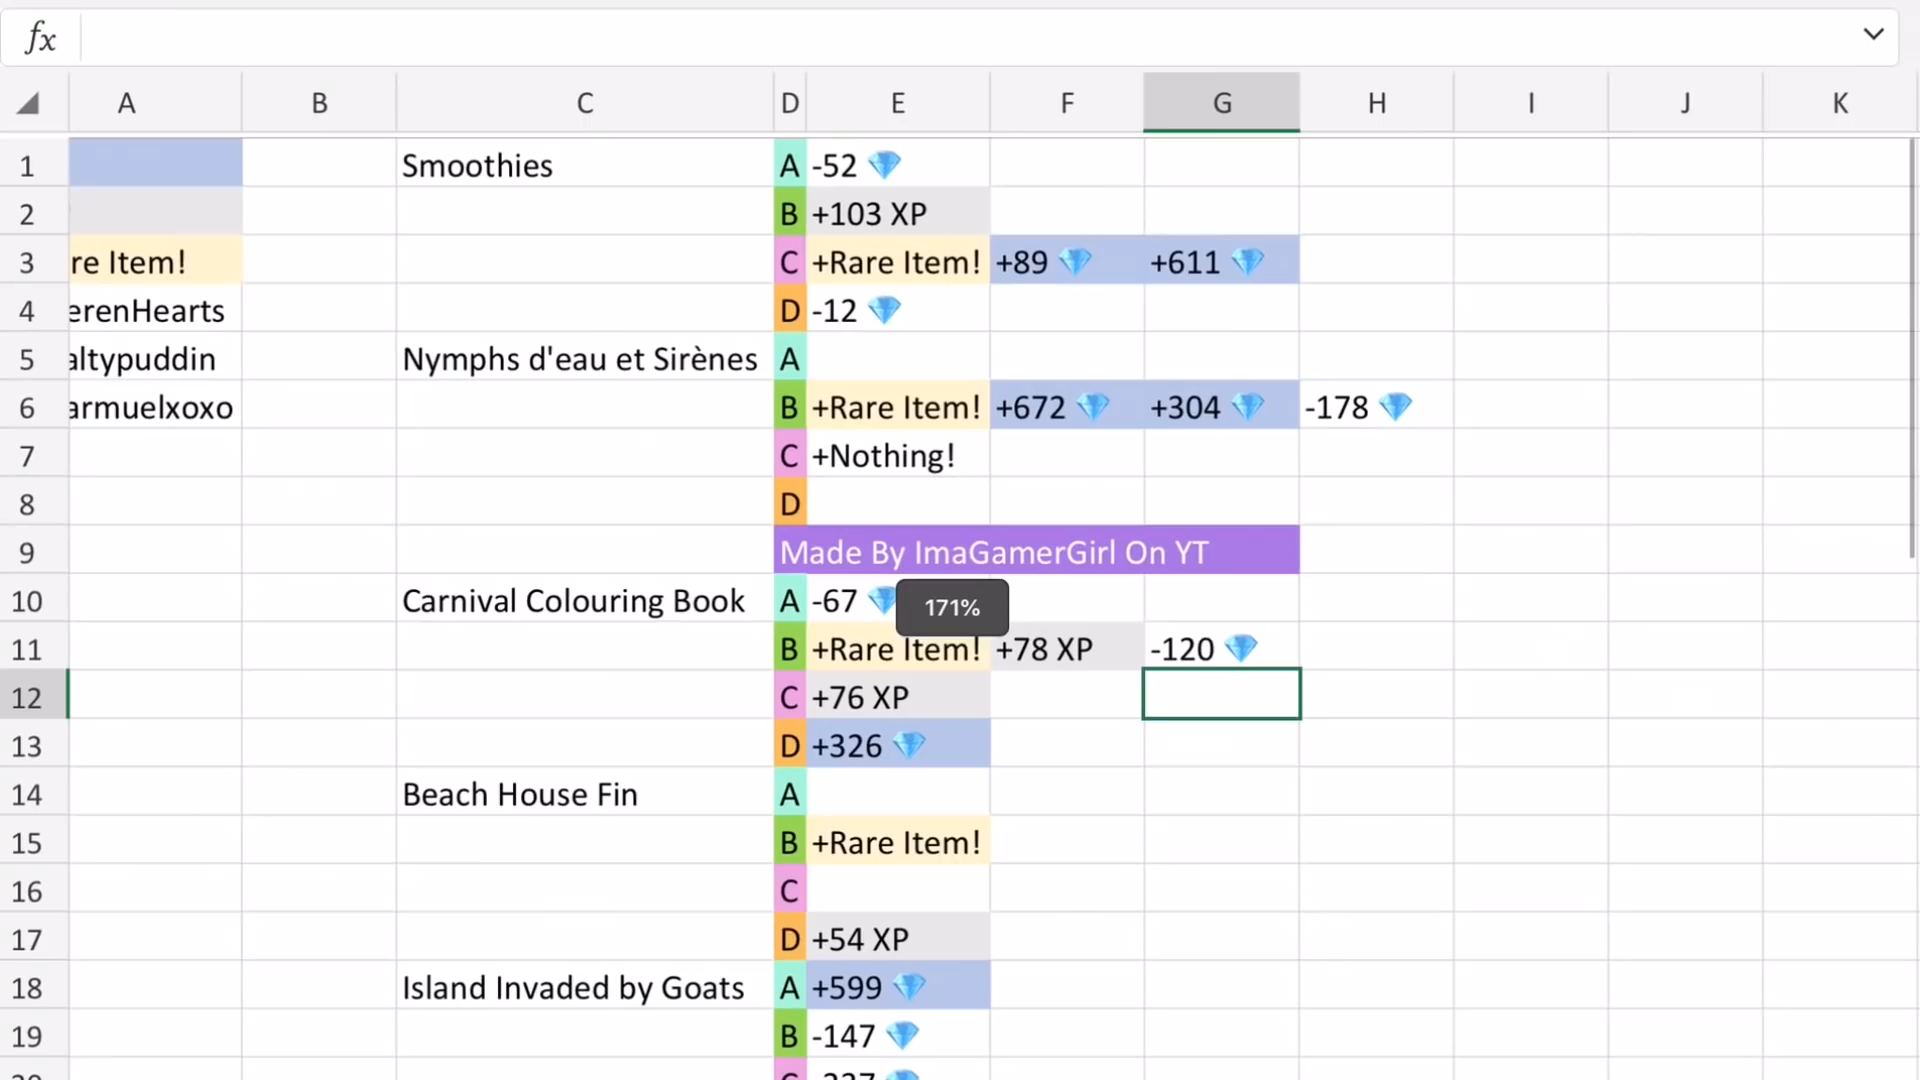 fx
A B C D E F G H I J K
1 Smoothies A -52 💎
2 B +103 XP
3 re Item! C +Rare Item! +89 💎 +611 💎
4 erenHearts D -12 💎
5 altypuddin Nymphs d'eau et Sirènes A
6 armuelxoxo B +Rare Item! +672 💎 +304 💎 -178 💎
7 C +Nothing!
8 D
9 Made By ImaGamerGirl On YT
10 Carnival Colouring Book A -67 💎
171%
11 B +Rare Item! +78 XP -120 💎
12 C +76 XP
13 D +326 💎
14 Beach House Fin A
15 B +Rare Item!
16 C
17 D +54 XP
18 Island Invaded by Goats A +599 💎
19 B -147 💎